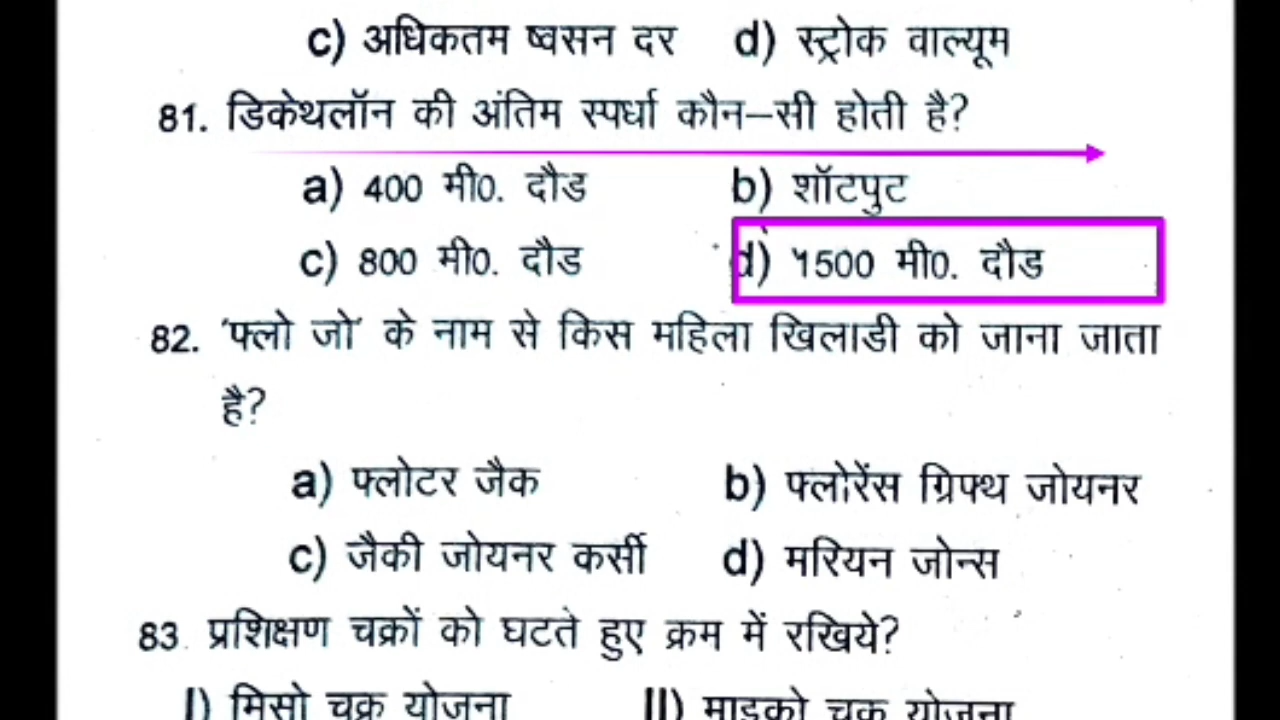 c) अधिकतम ष्वसन दर d) स्ट्रोक वाल्यूम
81. डिकेथलॉन की अंतिम स्पर्धा कौन–सी होती है?
a) 400 मी0. दौड b) शॉटपुट
c) 800 मी0. दौड d) 1500 मी0. दौड
82. 'फ्लो जो' के नाम से किस महिला खिलाडी को जाना जाता
है?
a) फ्लोटर जैक b) फ्लोरेंस ग्रिफ्थ जोयनर
c) जैकी जोयनर कर्सी d) मरियन जोन्स
83. प्रशिक्षण चक्रों को घटते हुए क्रम में रखिये?
I) मिसो चक्र योजना II) माइक्रो चक्र योजना